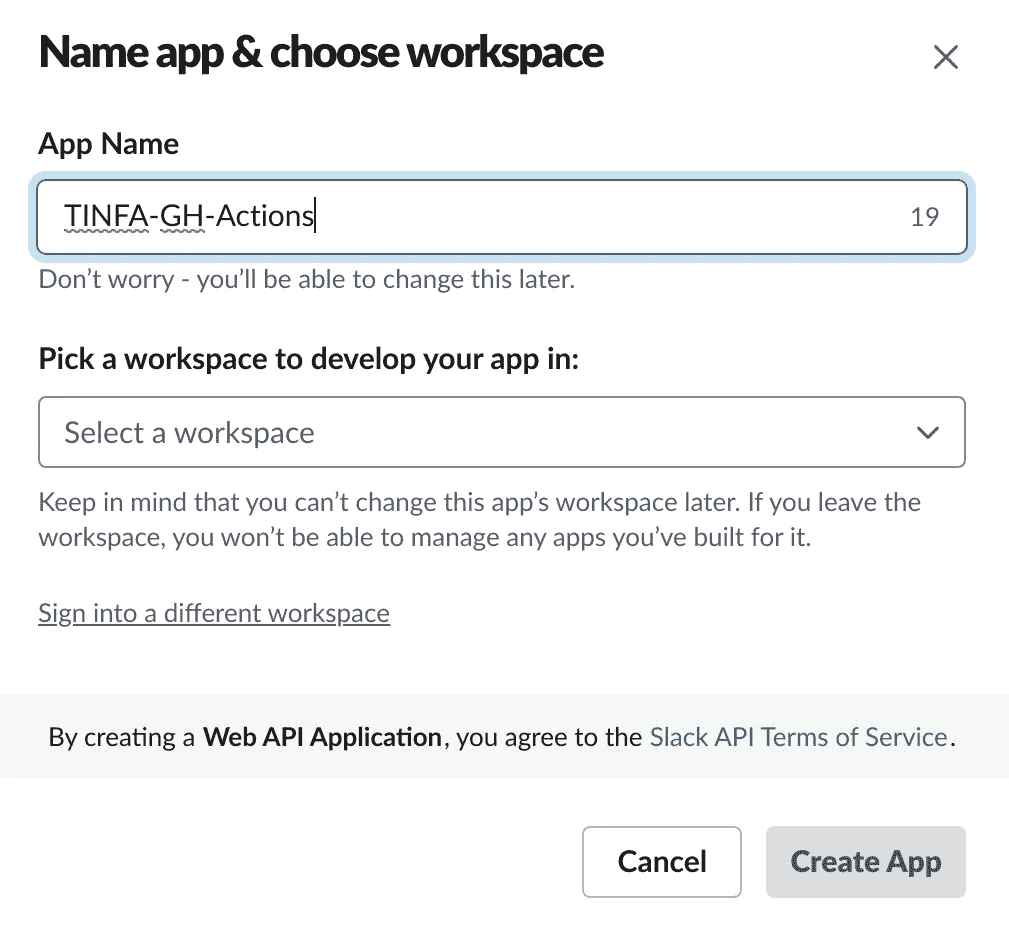 Name app & choose workspace
App Name
TINFA-GH-Actions 19
Don’t worry - you’ll be able to change this later.
Pick a workspace to develop your app in:
Select a workspace
Keep in mind that you can’t change this app’s workspace later. If you leave the
workspace, you won’t be able to manage any apps you’ve built for it.
Sign into a different workspace
By creating a Web API Application, you agree to the Slack API Terms of Service.
Cancel Create App